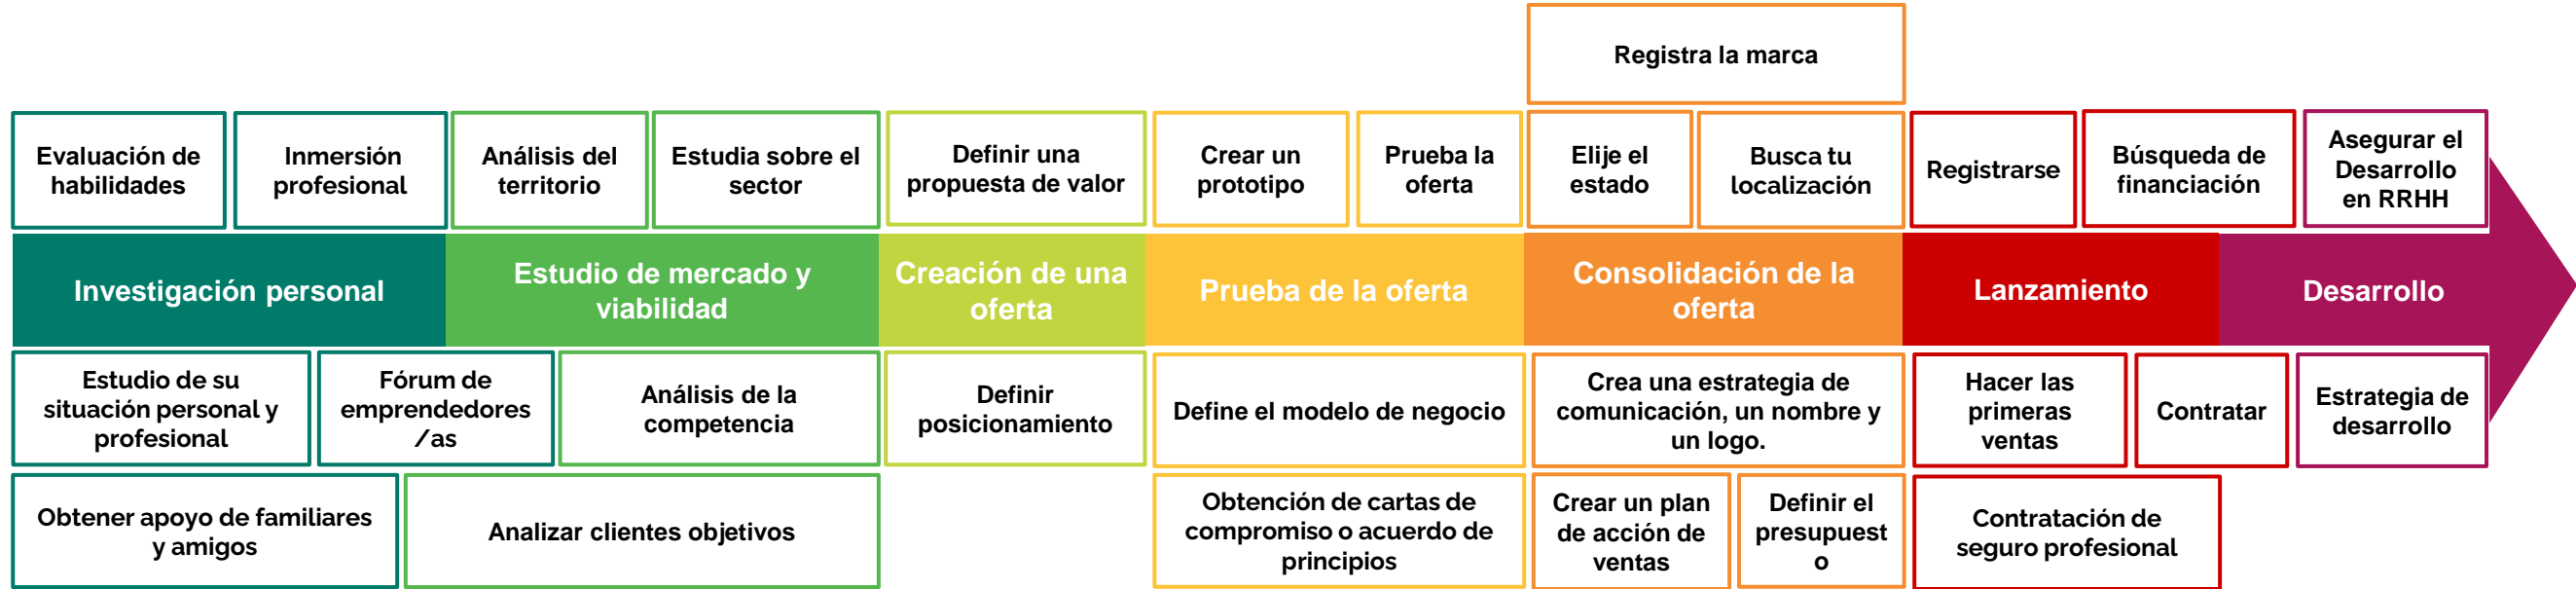 Registra la marca
Evaluación de
habilidades
Inmersión
profesional
Análisis del
territorio
Estudia sobre el
sector
Definir una
propuesta de valor
Crear un
prototipo
Prueba la
oferta
Elije el
estado
Busca tu
localización
Registrarse
Búsqueda de
financiación
Asegurar el
Desarrollo
en RRHH
Investigación personal
Estudio de mercado y
viabilidad
Creación de una
oferta
Prueba de la oferta
Consolidación de la
oferta
Lanzamiento
Desarrollo
Estudio de su
situación personal y
profesional
Fórum de
emprendedores
/as
Análisis de la
competencia
Definir
posicionamiento
Define el modelo de negocio
Crea una estrategia de
comunicación, un nombre y
un logo.
Hacer las
primeras
ventas
Contratar
Estrategia de
desarrollo
Obtener apoyo de familiares
y amigos
Analizar clientes objetivos
Obtención de cartas de
compromiso o acuerdo de
principios
Crear un plan
de acción de
ventas
Definir el
presupuest
o
Contratación de
seguro profesional